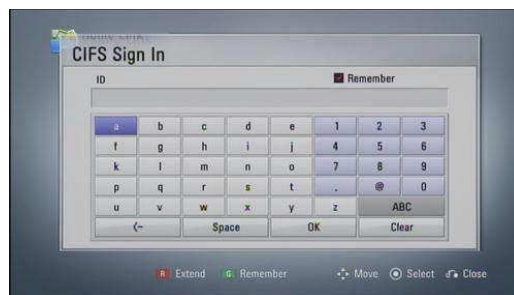 CIFS Sign In
ID Remember
a b c d e 1 2 3
f g h i j 4 5 6
k l m n o 7 8 9
p q r s t . @ 0
u v w x y z ABC
<- Space OK Clear
R Extend G Remember Move Select Close